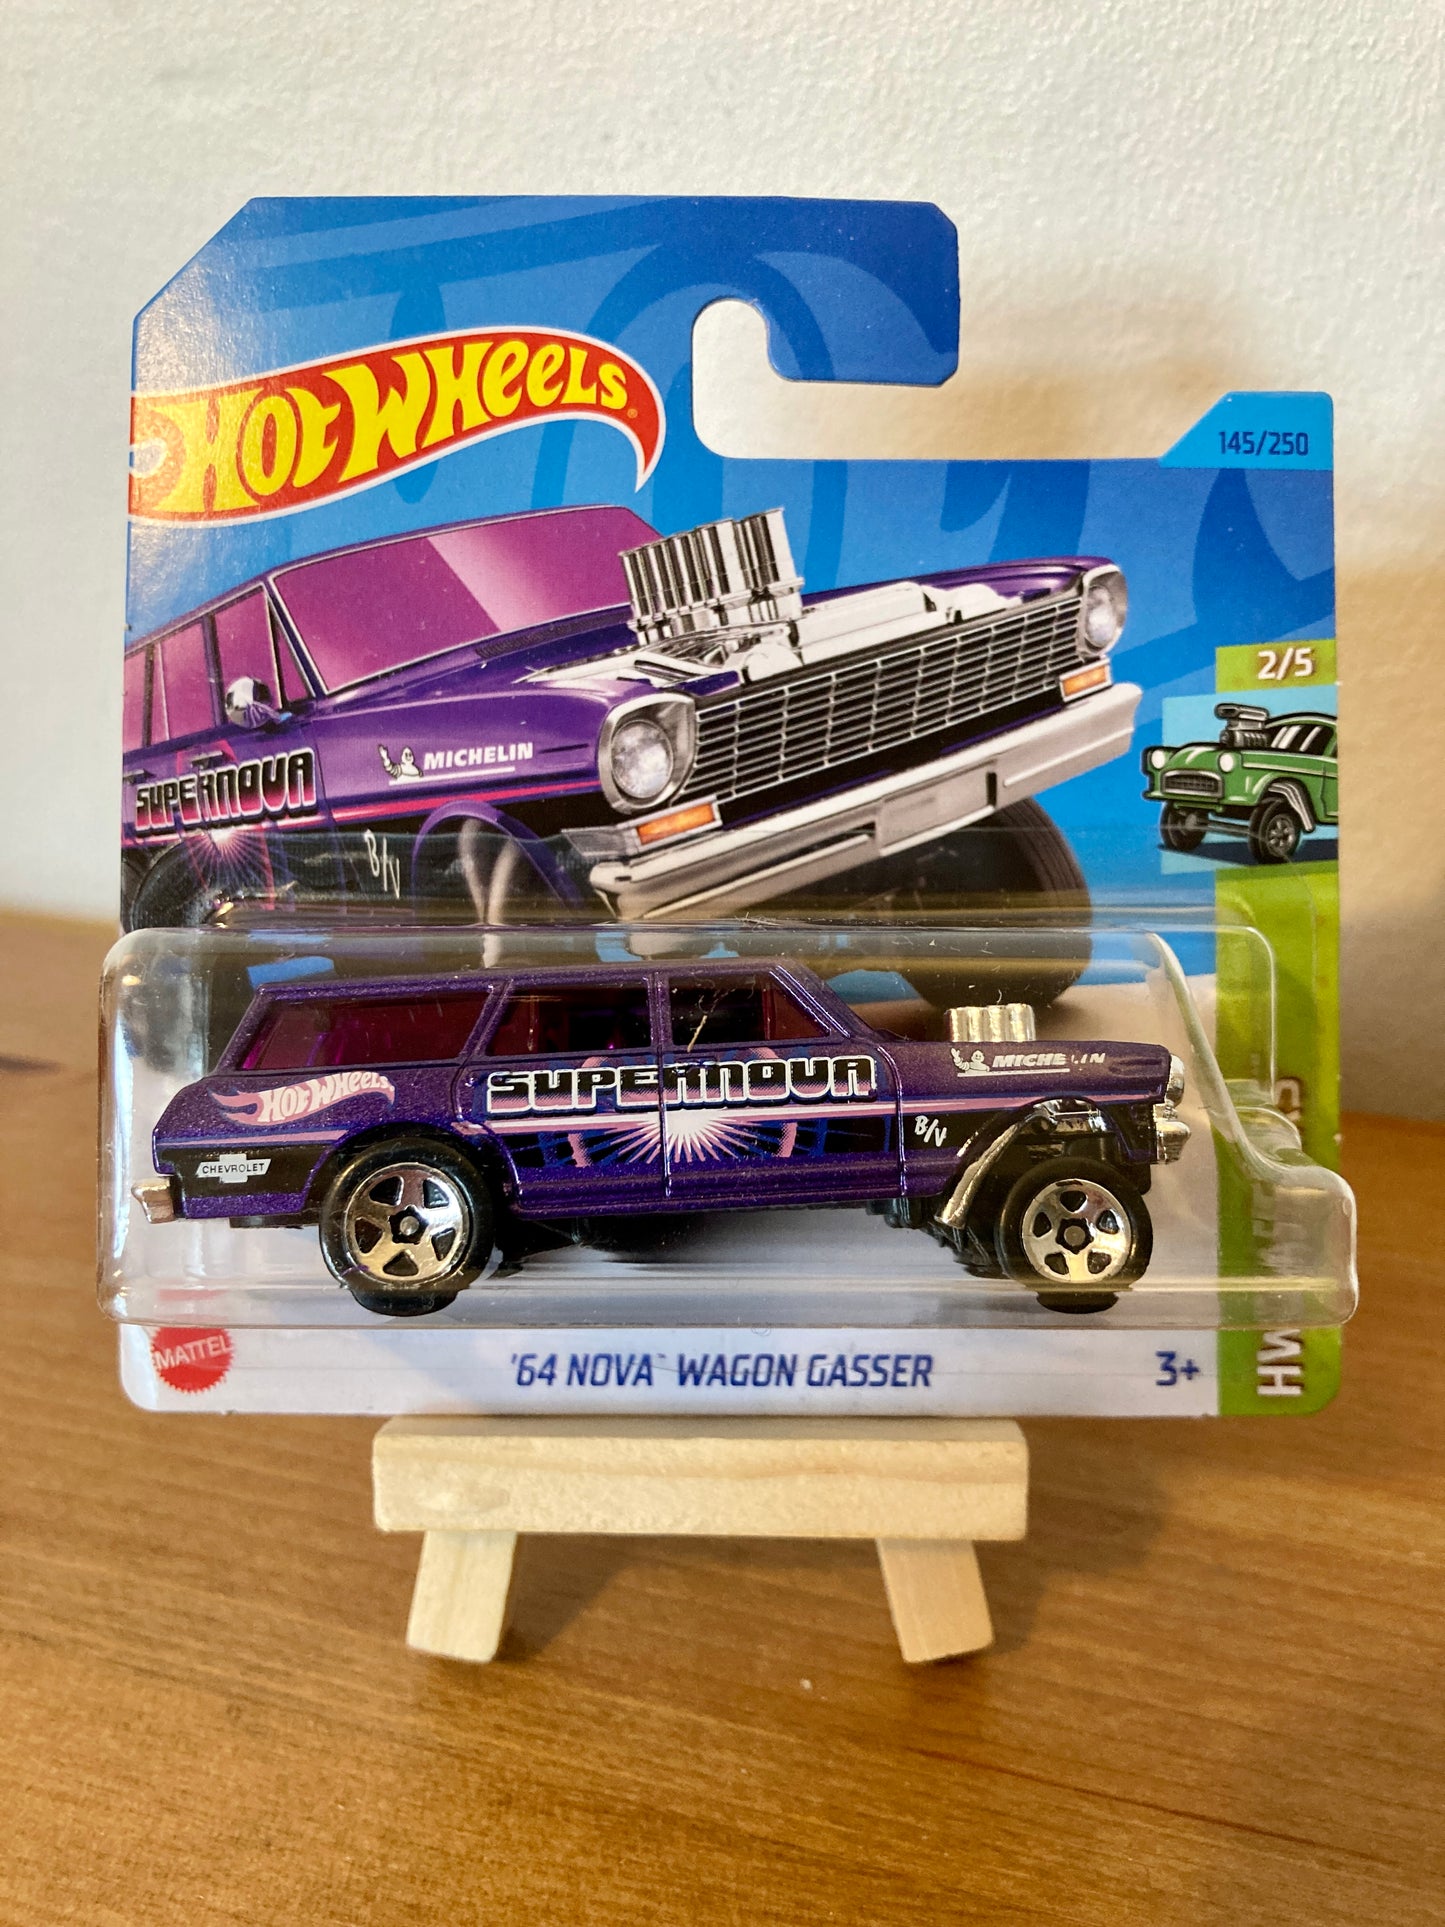 HOT WHEELS
145/250
2/5
MICHELIN
SUPERNOVA
B/V
SUPERNOVA
MICHELIN
HOT WHEELS
B/V
CHEVROLET
MATTEL
'64 NOVA™ WAGON GASSER
3+
HW